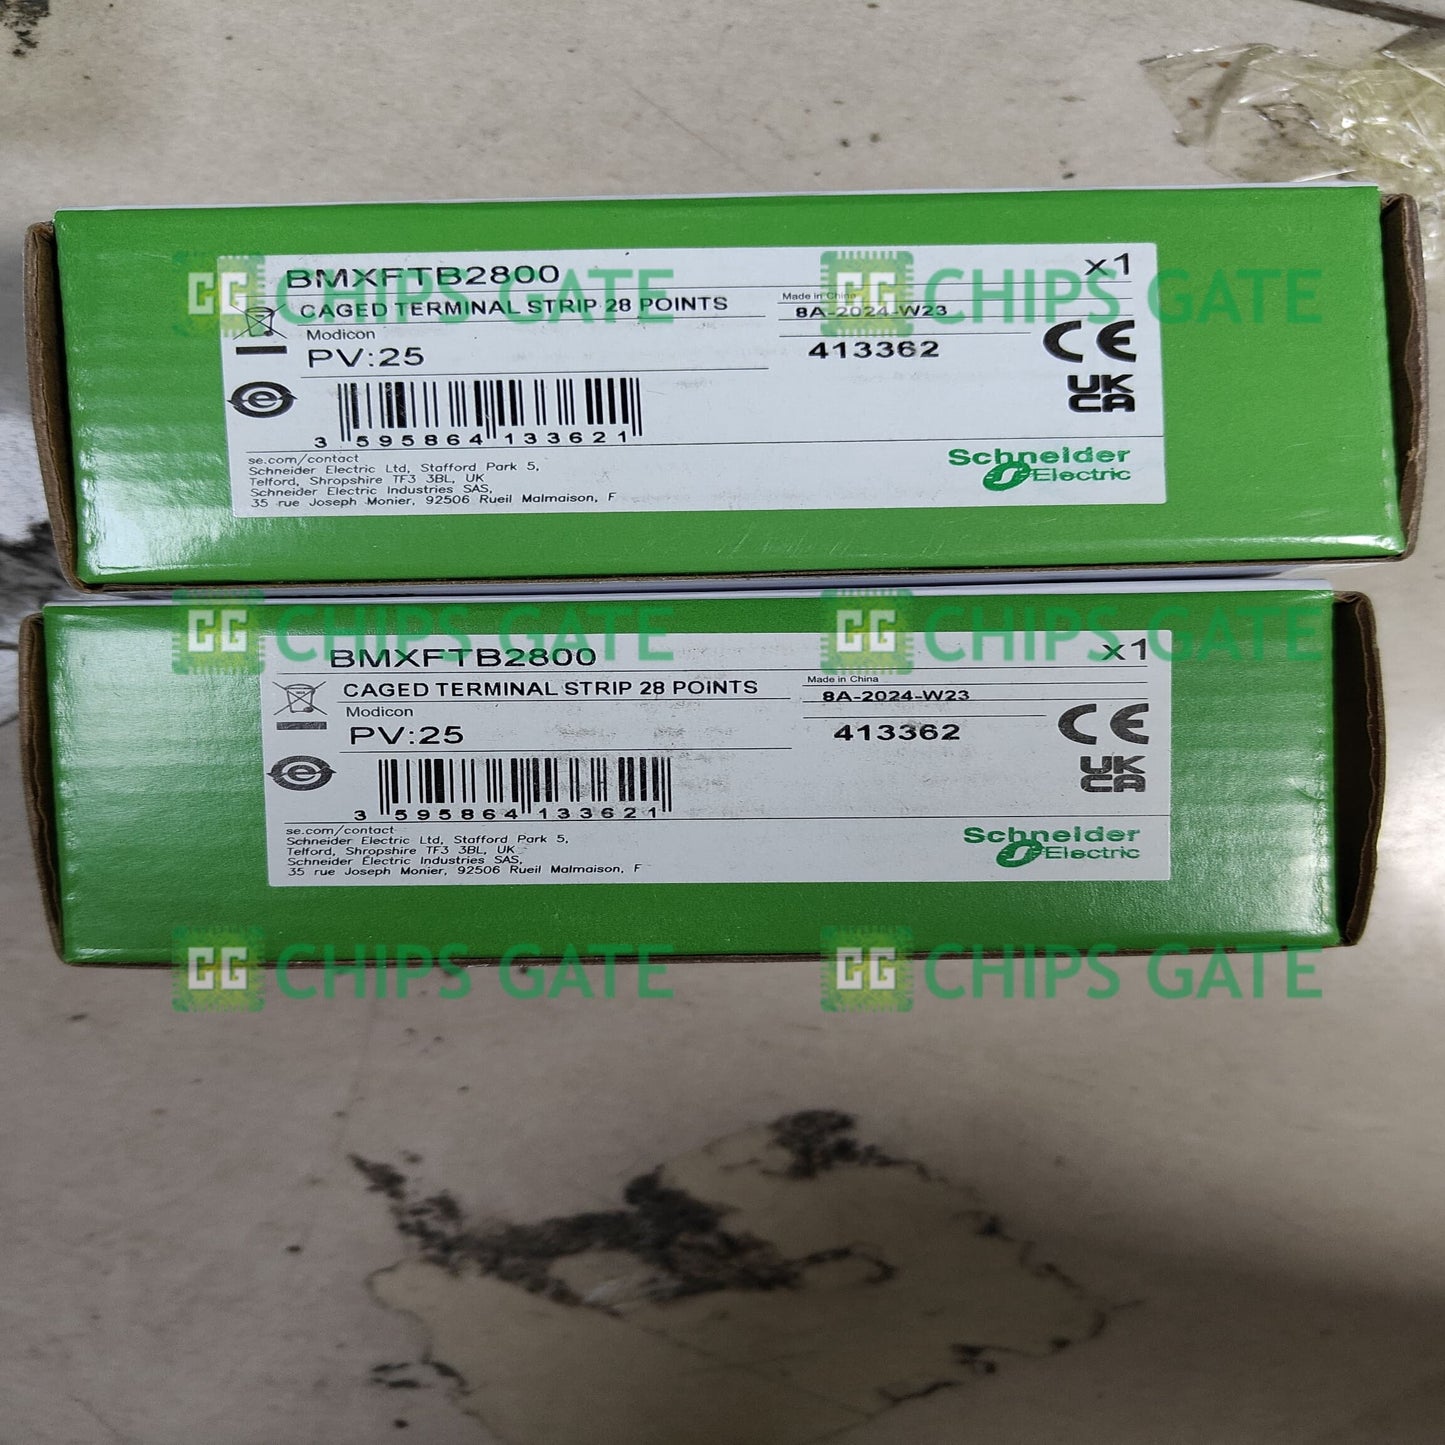 BMXFTB2800
x1
CAGED TERMINAL STRIP 28 POINTS
Made in China
8A-2024-W23
Modicon
413362
PV:25
CE
UK
CA
3 595864 133621
se.com/contact
Schneider Electric Ltd, Stafford Park 5,
Telford, Shropshire TF3 3BL, UK
Schneider Electric Industries SAS,
35 rue Joseph Monier, 92506 Rueil Malmaison, F
Schneider
Electric
CG CHIPS GATE
CG CHIPS GATE
BMXFTB2800
x1
CAGED TERMINAL STRIP 28 POINTS
Made in China
8A-2024-W23
Modicon
413362
PV:25
CE
UK
CA
3 595864 133621
se.com/contact
Schneider Electric Ltd, Stafford Park 5,
Telford, Shropshire TF3 3BL, UK
Schneider Electric Industries SAS,
35 rue Joseph Monier, 92506 Rueil Malmaison, F
Schneider
Electric
CG CHIPS GATE
CG CHIPS GATE
CG CHIPS GATE
CG CHIPS GATE